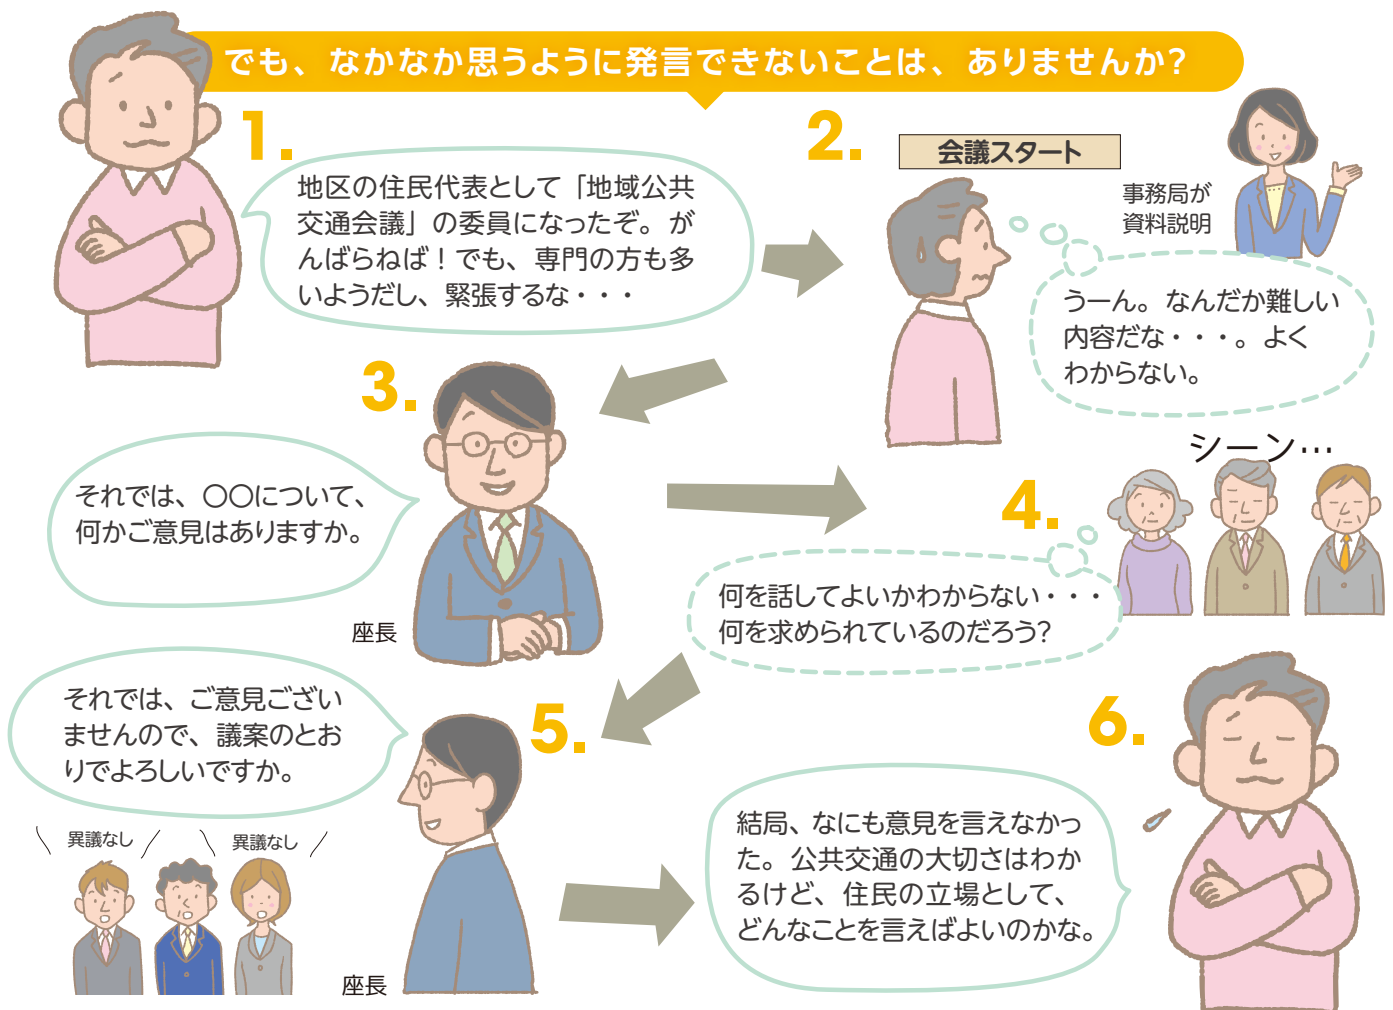 でも、なかなか思うように発言できないことは、ありませんか?
1.
地区の住民代表として「地域公共
交通会議」の委員になったぞ。が
んばらねば！でも、専門の方も多
いようだし、緊張するな・・・
2.
会議スタート
事務局が
資料説明
うーん。なんだか難しい
内容だな・・・。よく
わからない。
3.
それでは、〇〇について、
何かご意見はありますか。
座長
シーン…
4.
何を話してよいかわからない・・・
何を求められているのだろう?
5.
それでは、ご意見ござい
ませんので、議案のとお
りでよろしいですか。
異議なし
異議なし
座長
6.
結局、なにも意見を言えなかっ
た。公共交通の大切さはわか
るけど、住民の立場として、
どんなことを言えばよいのかな。